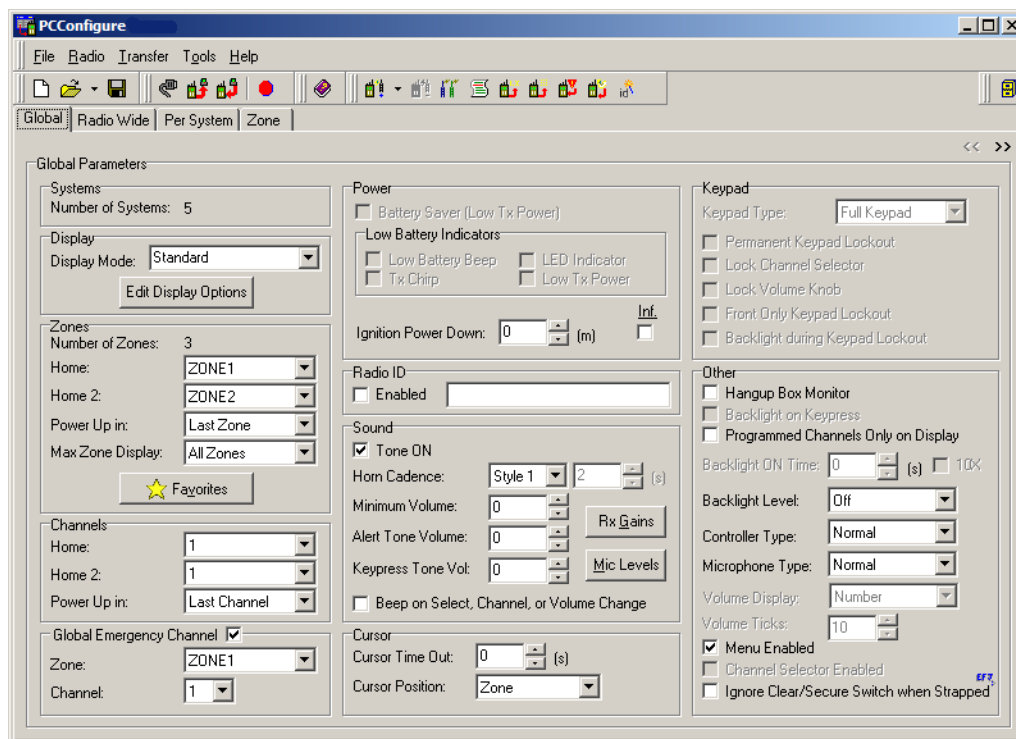 PCConfigure
File Radio Transfer Tools Help
id
Global Radio Wide Per System Zone
<< >>
Global Parameters
Systems
Number of Systems: 5
Display
Display Mode: Standard
Edit Display Options
Zones
Number of Zones: 3
Home: ZONE1
Home 2: ZONE2
Power Up in: Last Zone
Max Zone Display: All Zones
Favorites
Channels
Home: 1
Home 2: 1
Power Up in: Last Channel
Global Emergency Channel
Zone: ZONE1
Channel: 1
Power
Battery Saver (Low Tx Power)
Low Battery Indicators
Low Battery Beep LED Indicator
Tx Chirp Low Tx Power
Inf.
Ignition Power Down: 0 (m)
Radio ID
Enabled
Sound
Tone ON
Horn Cadence: Style 1 2 (s)
Minimum Volume: 0
Rx Gains
Alert Tone Volume: 0
Keypress Tone Vol: 0
Mic Levels
Beep on Select, Channel, or Volume Change
Cursor
Cursor Time Out: 0 (s)
Cursor Position: Zone
Keypad
Keypad Type: Full Keypad
Permanent Keypad Lockout
Lock Channel Selector
Lock Volume Knob
Front Only Keypad Lockout
Backlight during Keypad Lockout
Other
Hangup Box Monitor
Backlight on Keypress
Programmed Channels Only on Display
Backlight ON Time: 0 (s) 10X
Backlight Level: Off
Controller Type: Normal
Microphone Type: Normal
Volume Display: Number
Volume Ticks: 10
Menu Enabled
Channel Selector Enabled
Ignore Clear/Secure Switch when Strapped